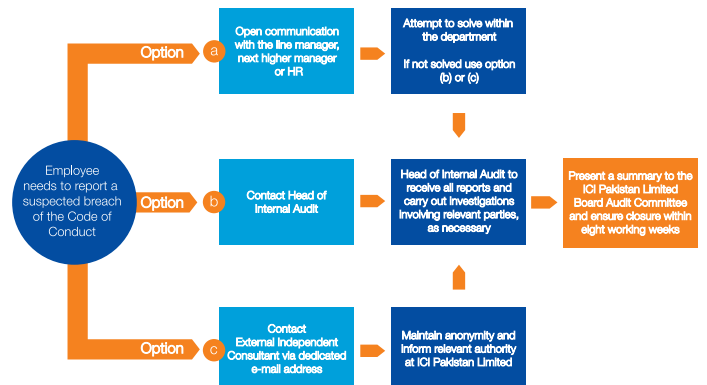 Employee
needs to report a
suspected breach
of the Code of
Conduct
Option
a
Open communication
with the line manager,
next higher manager
or HR
Attempt to solve within
the department
If not solved use option
(b) or (c)
Option
b
Contact Head of
Internal Audit
Head of Internal Audit to
receive all reports and
carry out investigations
involving relevant parties,
as necessary
Present a summary to the
ICI Pakistan Limited
Board Audit Committee
and ensure closure within
eight working weeks
Option
c
Contact
External Independent
Consultant via dedicated
e-mail address
Maintain anonymity and
inform relevant authority
at ICI Pakistan Limited